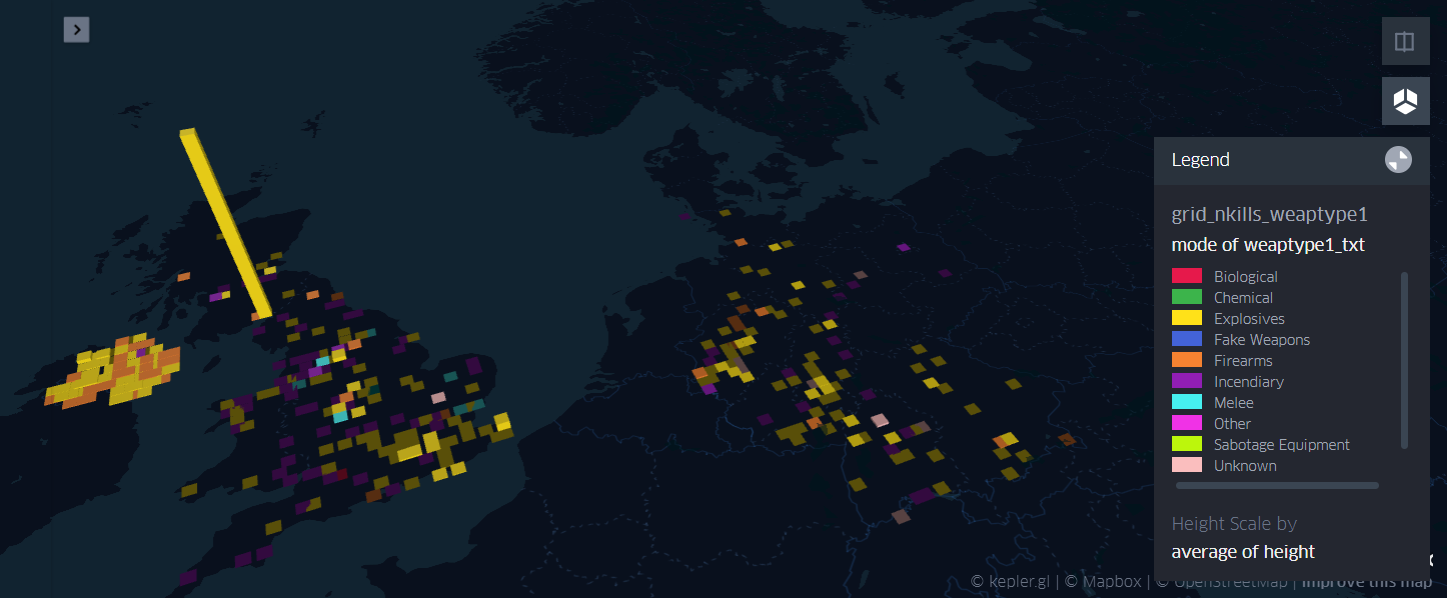 Legend
grid_nkills_weaptype1
mode of weaptype1_txt
Biological
Chemical
Explosives
Fake Weapons
Firearms
Incendiary
Melee
Other
Sabotage Equipment
Unknown
Height Scale by
average of height
© kepler.gl | © Mapbox | © OpenStreetMap | Improve this map